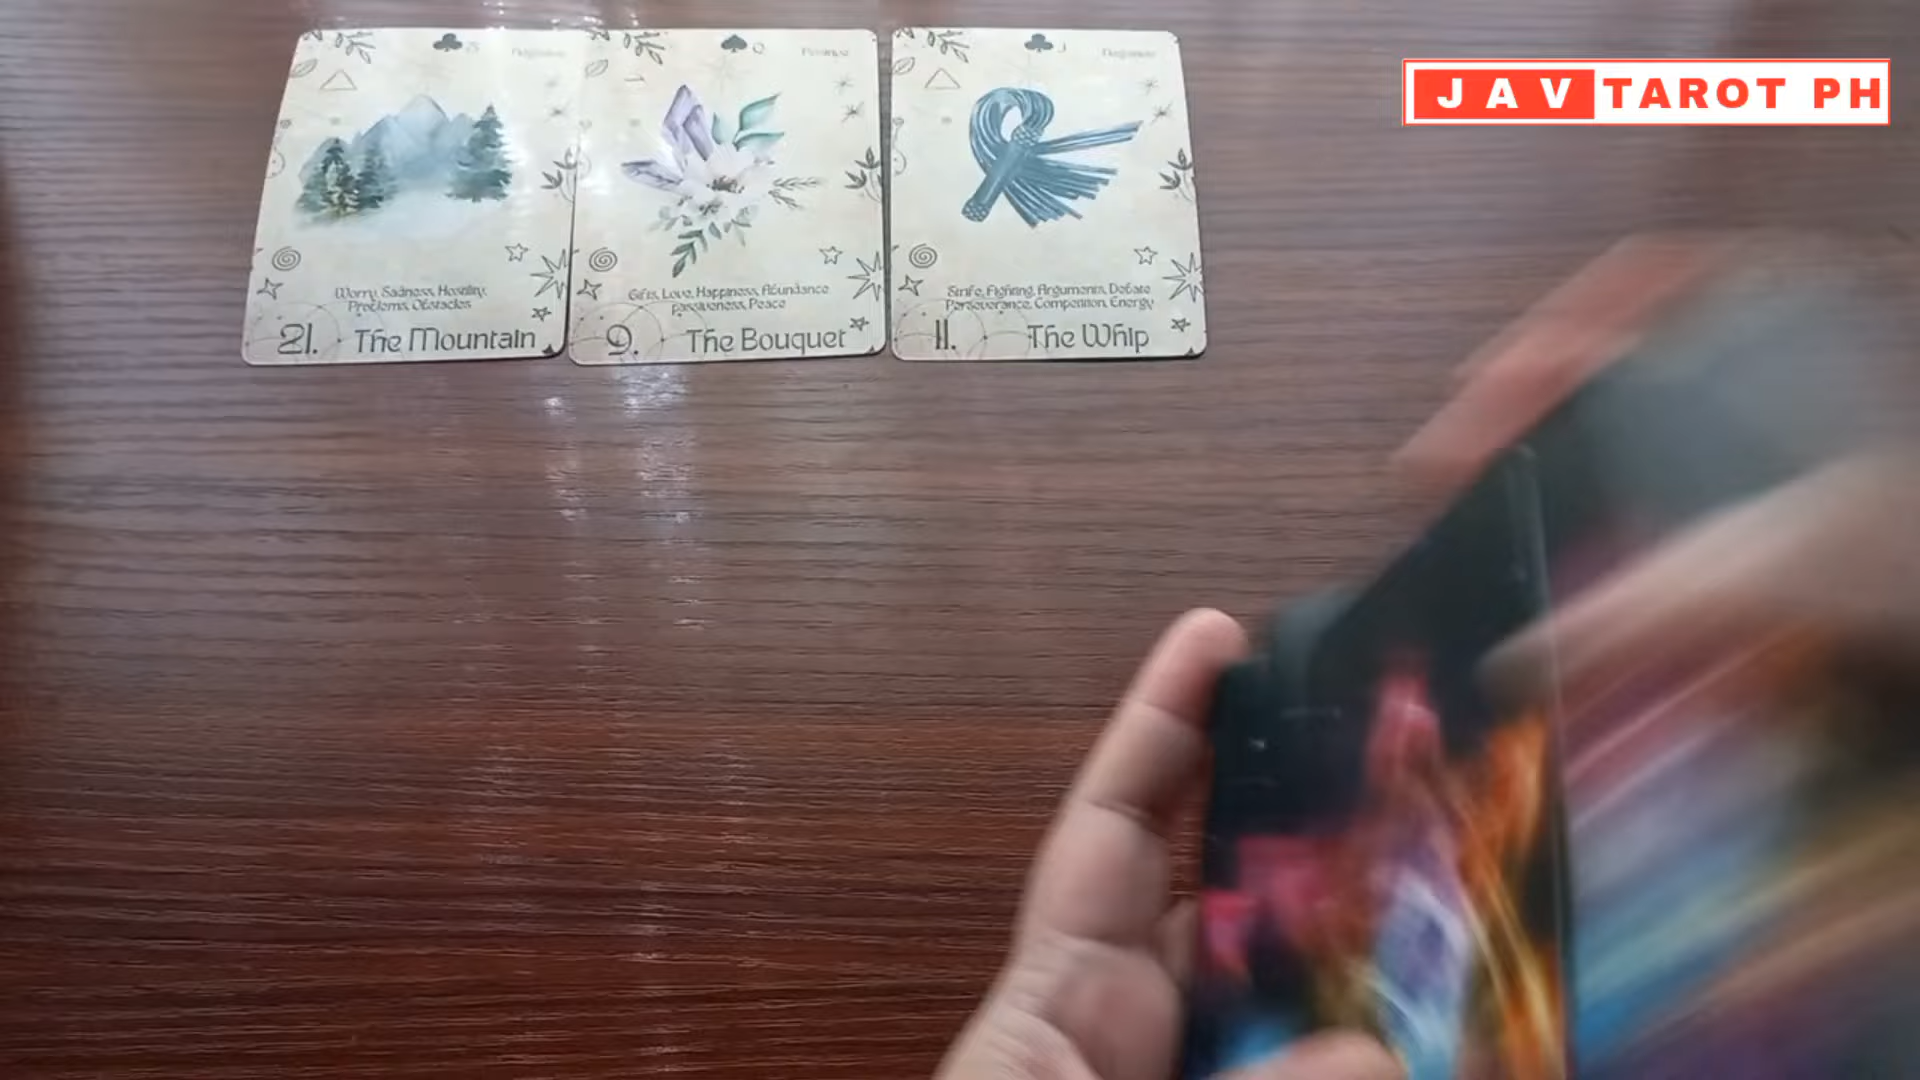 JAV TAROT PH
Worry, Sadness, Hostility,
Problems, Obstacles
21. The Mountain
Q
Gifts, Love, Happiness, Abundance
Passiveness, Peace
9. The Bouquet
J
Strife, Fighting, Arguments, Debate
Perseverance, Competition, Energy
11. The Whip